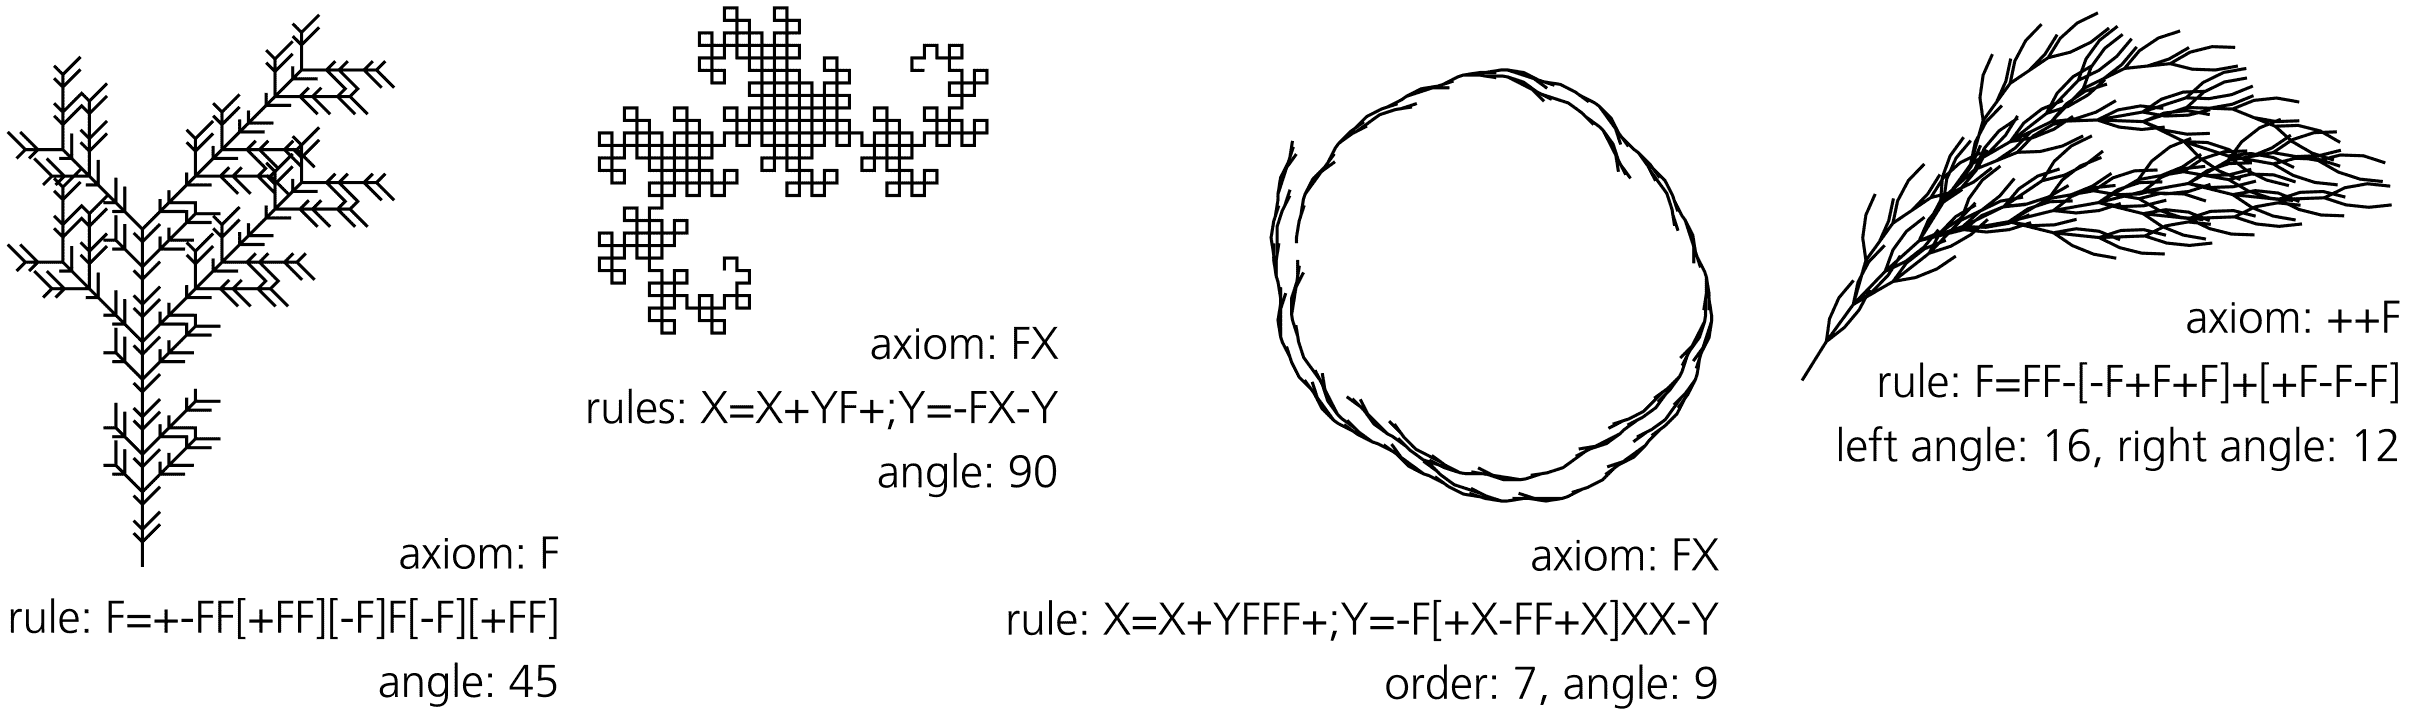 axiom: F
rule: F=+-FF[+FF][-F]F[-F][+FF]
angle: 45
axiom: FX
rules: X=X+YF+;Y=-FX-Y
angle: 90
axiom: FX
rule: X=X+YFFF+;Y=-F[+X-FF+X]XX-Y
order: 7, angle: 9
axiom: ++F
rule: F=FF-[-F+F+F]+[+F-F-F]
left angle: 16, right angle: 12